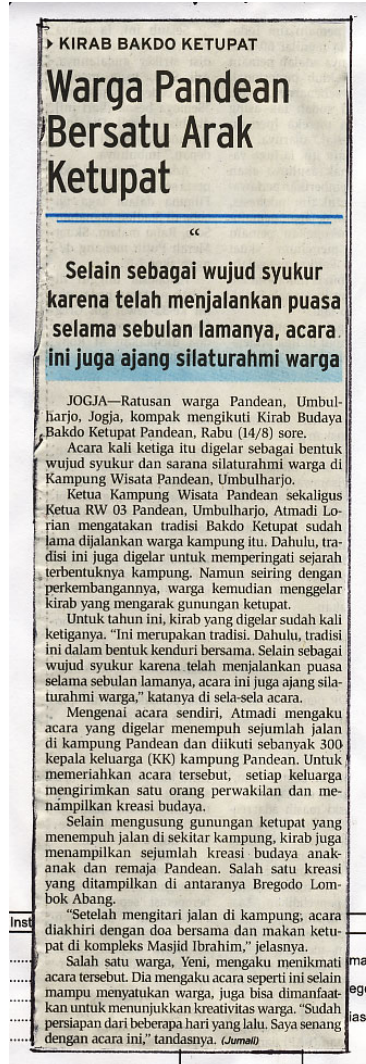 KIRAB BAKDO KETUPAT
Warga Pandean
Bersatu Arak
Ketupat
“
Selain sebagai wujud syukur
karena telah menjalankan puasa
selama sebulan lamanya, acara
ini juga ajang silaturahmi warga
JOGJA—Ratusan warga Pandean, Umbul-
harjo, Jogja, kompak mengikuti Kirab Budaya
Bakdo Ketupat Pandean, Rabu (14/8) sore.
Acara kali ketiga itu digelar sebagai bentuk
wujud syukur dan sarana silaturahmi warga di
Kampung Wisata Pandean, Umbulharjo.
Ketua Kampung Wisata Pandean sekaligus
Ketua RW 03 Pandean, Umbulharjo, Atmadi Lo-
rian mengatakan tradisi Bakdo Ketupat sudah
lama dijalankan warga kampung itu. Dahulu, tra-
disi ini juga digelar untuk memperingati sejarah
terbentuknya kampung. Namun seiring dengan
perkembangannya, warga kemudian menggelar
kirab yang mengarak gunungan ketupat.
Untuk tahun ini, kirab yang digelar sudah kali
ketiganya. “Ini merupakan tradisi. Dahulu, tradisi
ini dalam bentuk kenduri bersama. Selain sebagai
wujud syukur karena telah menjalankan puasa
selama sebulan lamanya, acara ini juga ajang sila-
turahmi warga,” katanya di sela-sela acara.
Mengenai acara sendiri, Atmadi mengaku
acara yang digelar menempuh sejumlah jalan
di kampung Pandean dan diikuti sebanyak 300
kepala keluarga (KK) kampung Pandean. Untuk
memeriahkan acara tersebut, setiap keluarga
mengirimkan satu orang perwakilan dan me-
nampilkan kreasi budaya.
Selain mengusung gunungan ketupat yang
menempuh jalan di sekitar kampung, kirab juga
menampilkan sejumlah kreasi budaya anak-
anak dan remaja Pandean. Salah satu kreasi
yang ditampilkan di antaranya Bregodo Lom-
bok Abang.
“Setelah mengitari jalan di kampung, acara
diakhiri dengan doa bersama dan makan ketu-
pat di kompleks Masjid Ibrahim,” jelasnya.
Salah satu warga, Yeni, mengaku menikmati
acara tersebut. Dia mengaku acara seperti ini selain
mampu menyatukan warga, juga bisa dimanfaat-
kan untuk menunjukkan kreativitas warga. “Sudah
persiapan dari beberapa hari yang lalu. Saya senang
dengan acara ini,” tandasnya. (Jumali)
Inst